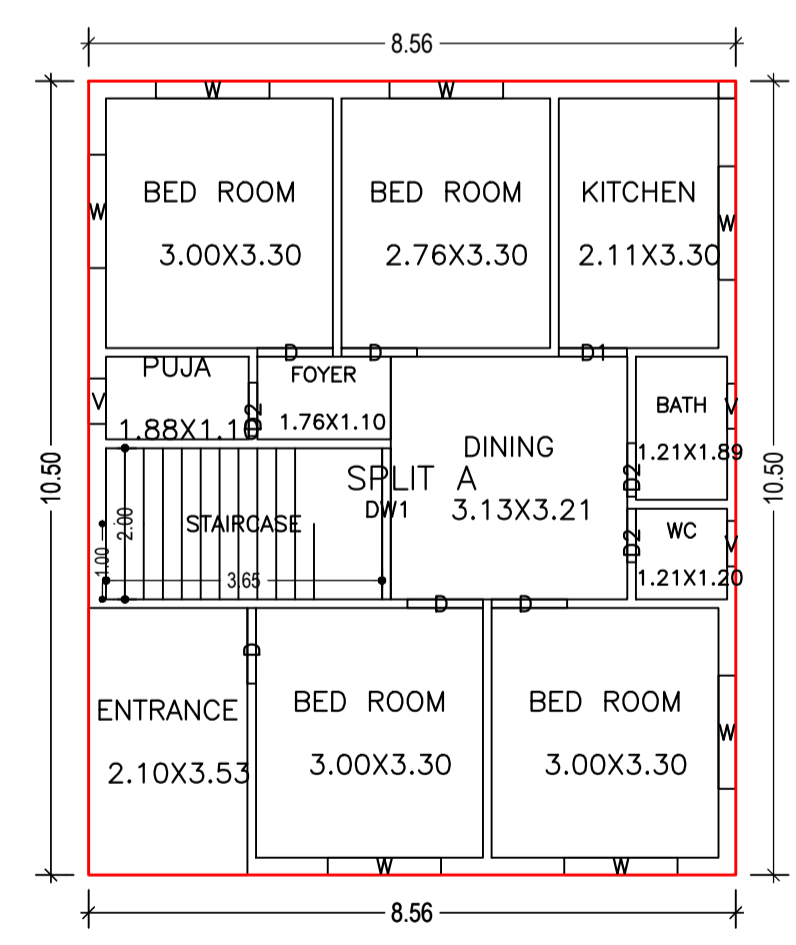 8.56
W
W
BED ROOM
BED ROOM
KITCHEN
W
W
3.00X3.30
2.76X3.30
2.11X3.30
D
D
D1
PUJA
FOYER
V
D2
1.88X1.10
1.76X1.10
BATH
V
DINING
1.21X1.89
10.50
SPLIT A
D2
10.50
DW1
3.13X3.21
STAIRCASE
2.00
1.00
3.65
WC
D2
V
1.21X1.20
D
D
D
ENTRANCE
BED ROOM
BED ROOM
W
2.10X3.53
3.00X3.30
3.00X3.30
W
W
8.56